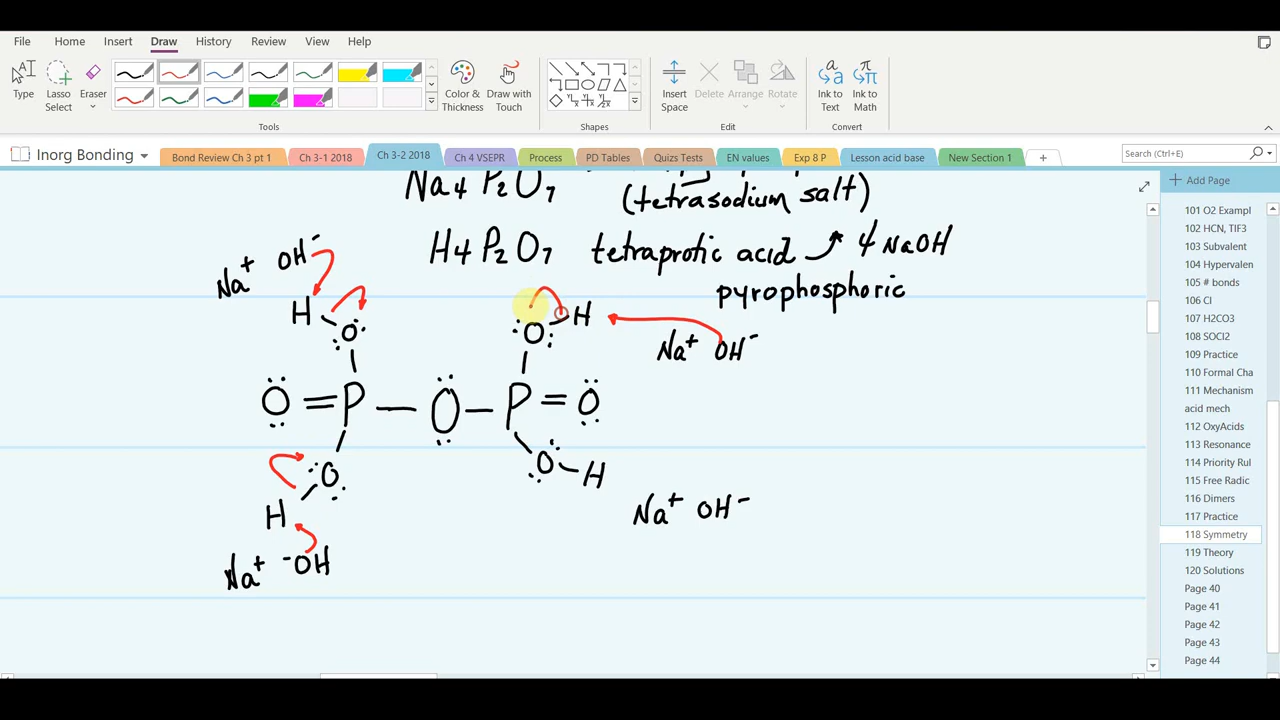 File Home Insert Draw History Review View Help
Type Lasso Select Eraser Color & Thickness Draw with Touch Insert Space Delete Arrange Rotate Ink to Text Ink to Math
Tools Shapes Edit Convert
Inorg Bonding Bond Review Ch 3 pt 1 Ch 3-1 2018 Ch 3-2 2018 Ch 4 VSEPR Process PD Tables Quizs Tests EN values Exp 8 P Lesson acid base New Section 1 + Search (Ctrl+E)
Na4P2O7 (tetrasodium salt)
H4P2O7 tetraprotic acid 4 NaOH
pyrophosphoric
Na+ OH-
H O O H
Na+ OH-
O = P — O — P = O
H O O — H
Na+ -OH
Na+ OH-
+ Add Page
101 O2 Exampl
102 HCN, TIF3
103 Subvalent
104 Hypervalen
105 # bonds
106 Cl
107 H2CO3
108 SOCl2
109 Practice
110 Formal Cha
111 Mechanism
acid mech
112 OxyAcids
113 Resonance
114 Priority Rul
115 Free Radic
116 Dimers
117 Practice
118 Symmetry
119 Theory
120 Solutions
Page 40
Page 41
Page 42
Page 43
Page 44